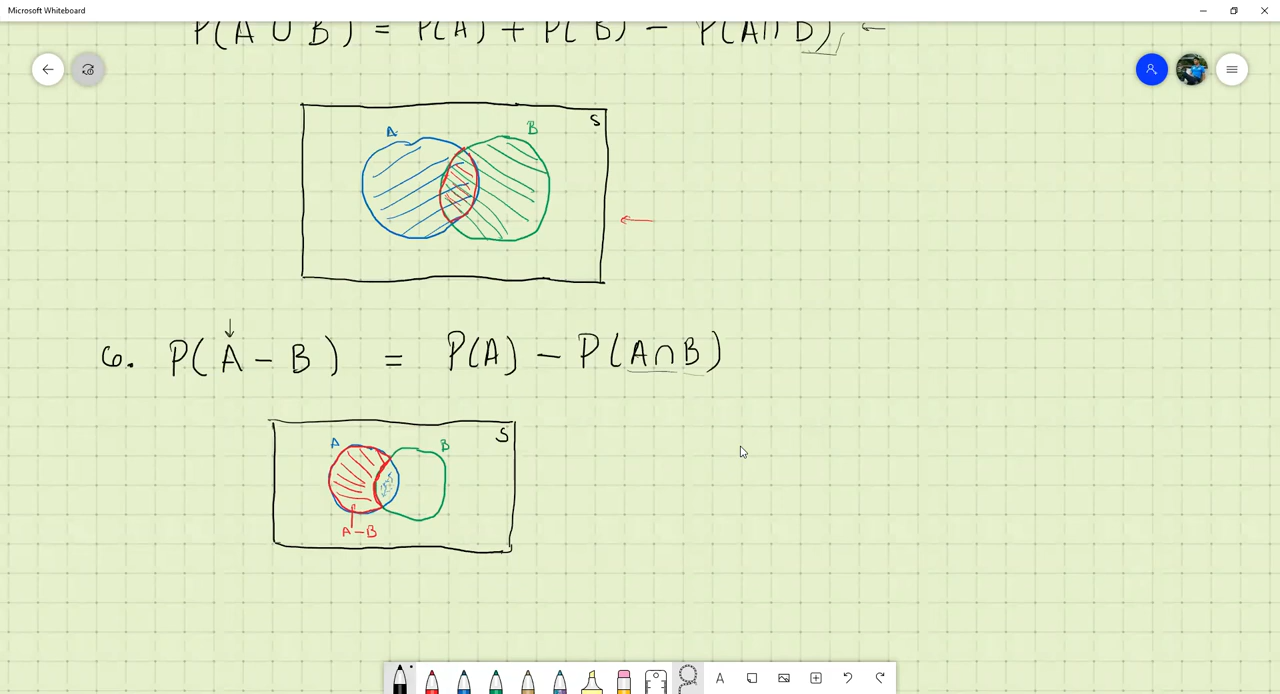 Microsoft Whiteboard
P(A ∪ B) = P(A) + P(B) - P(A∩B), ←
A B S
←
↓
6. P(A - B) = P(A) - P(A∩B)
S
A B
A-B
A